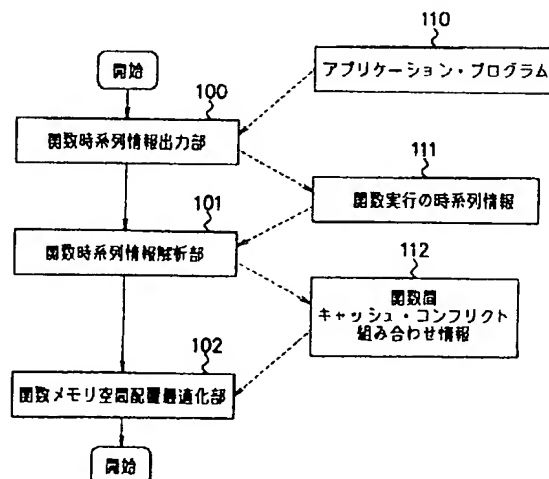 110
開始
アプリケーション・プログラム
100
関数時系列情報出力部
111
関数実行の時系列情報
101
関数時系列情報解析部
112
関数間
キャッシュ・コンフリクト
組み合わせ情報
102
関数メモリ空間配置最適化部
開始